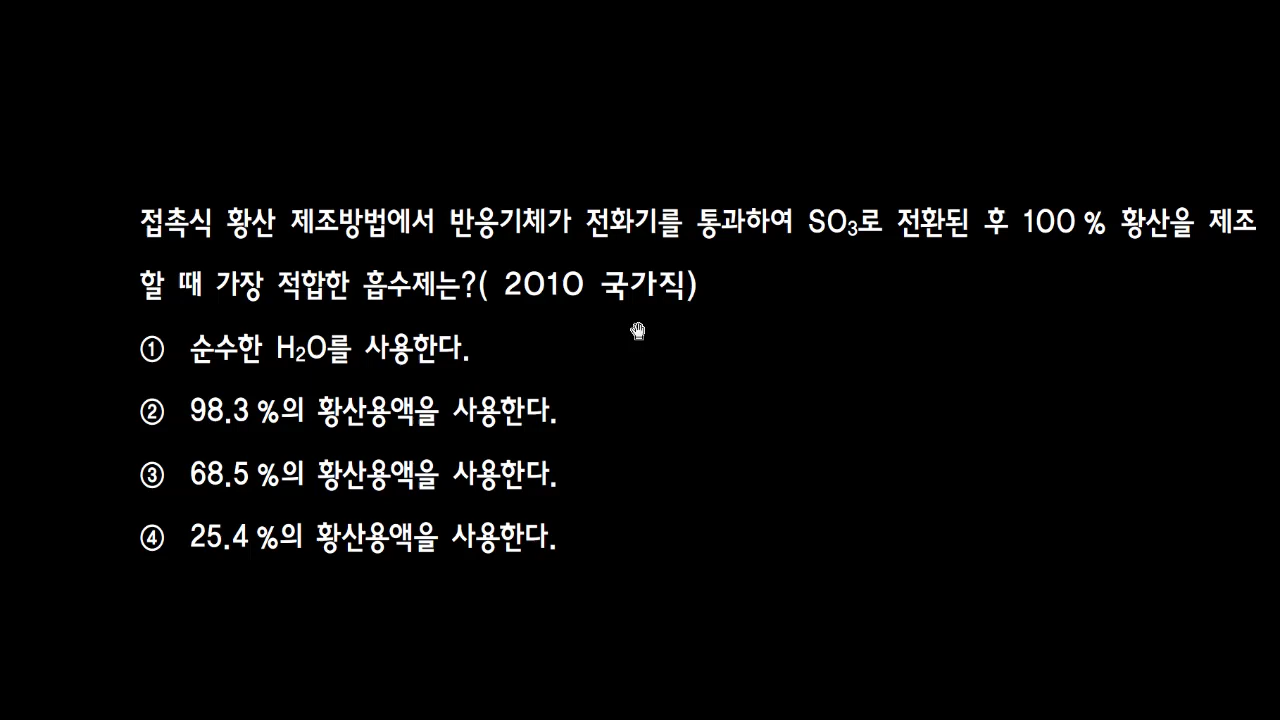 접촉식 황산 제조방법에서 반응기체가 전화기를 통과하여 SO₃로 전환된 후 100 % 황산을 제조
할 때 가장 적합한 흡수제는?( 2010 국가직)
① 순수한 H₂O를 사용한다.
② 98.3 %의 황산용액을 사용한다.
③ 68.5 %의 황산용액을 사용한다.
④ 25.4 %의 황산용액을 사용한다.